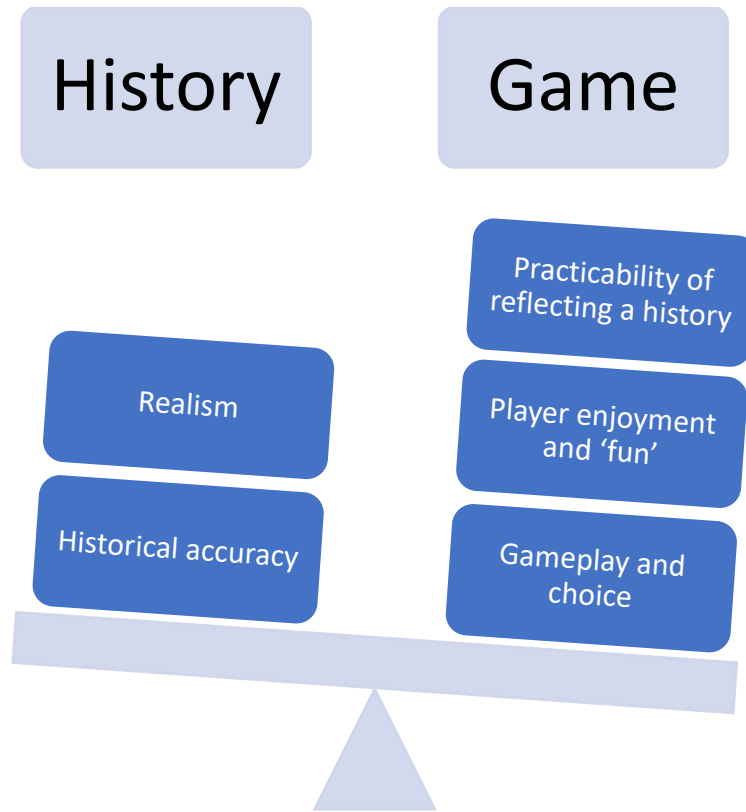 History
Game
Practicability of
reflecting a history
Realism
Player enjoyment
and ‘fun’
Historical accuracy
Gameplay and
choice